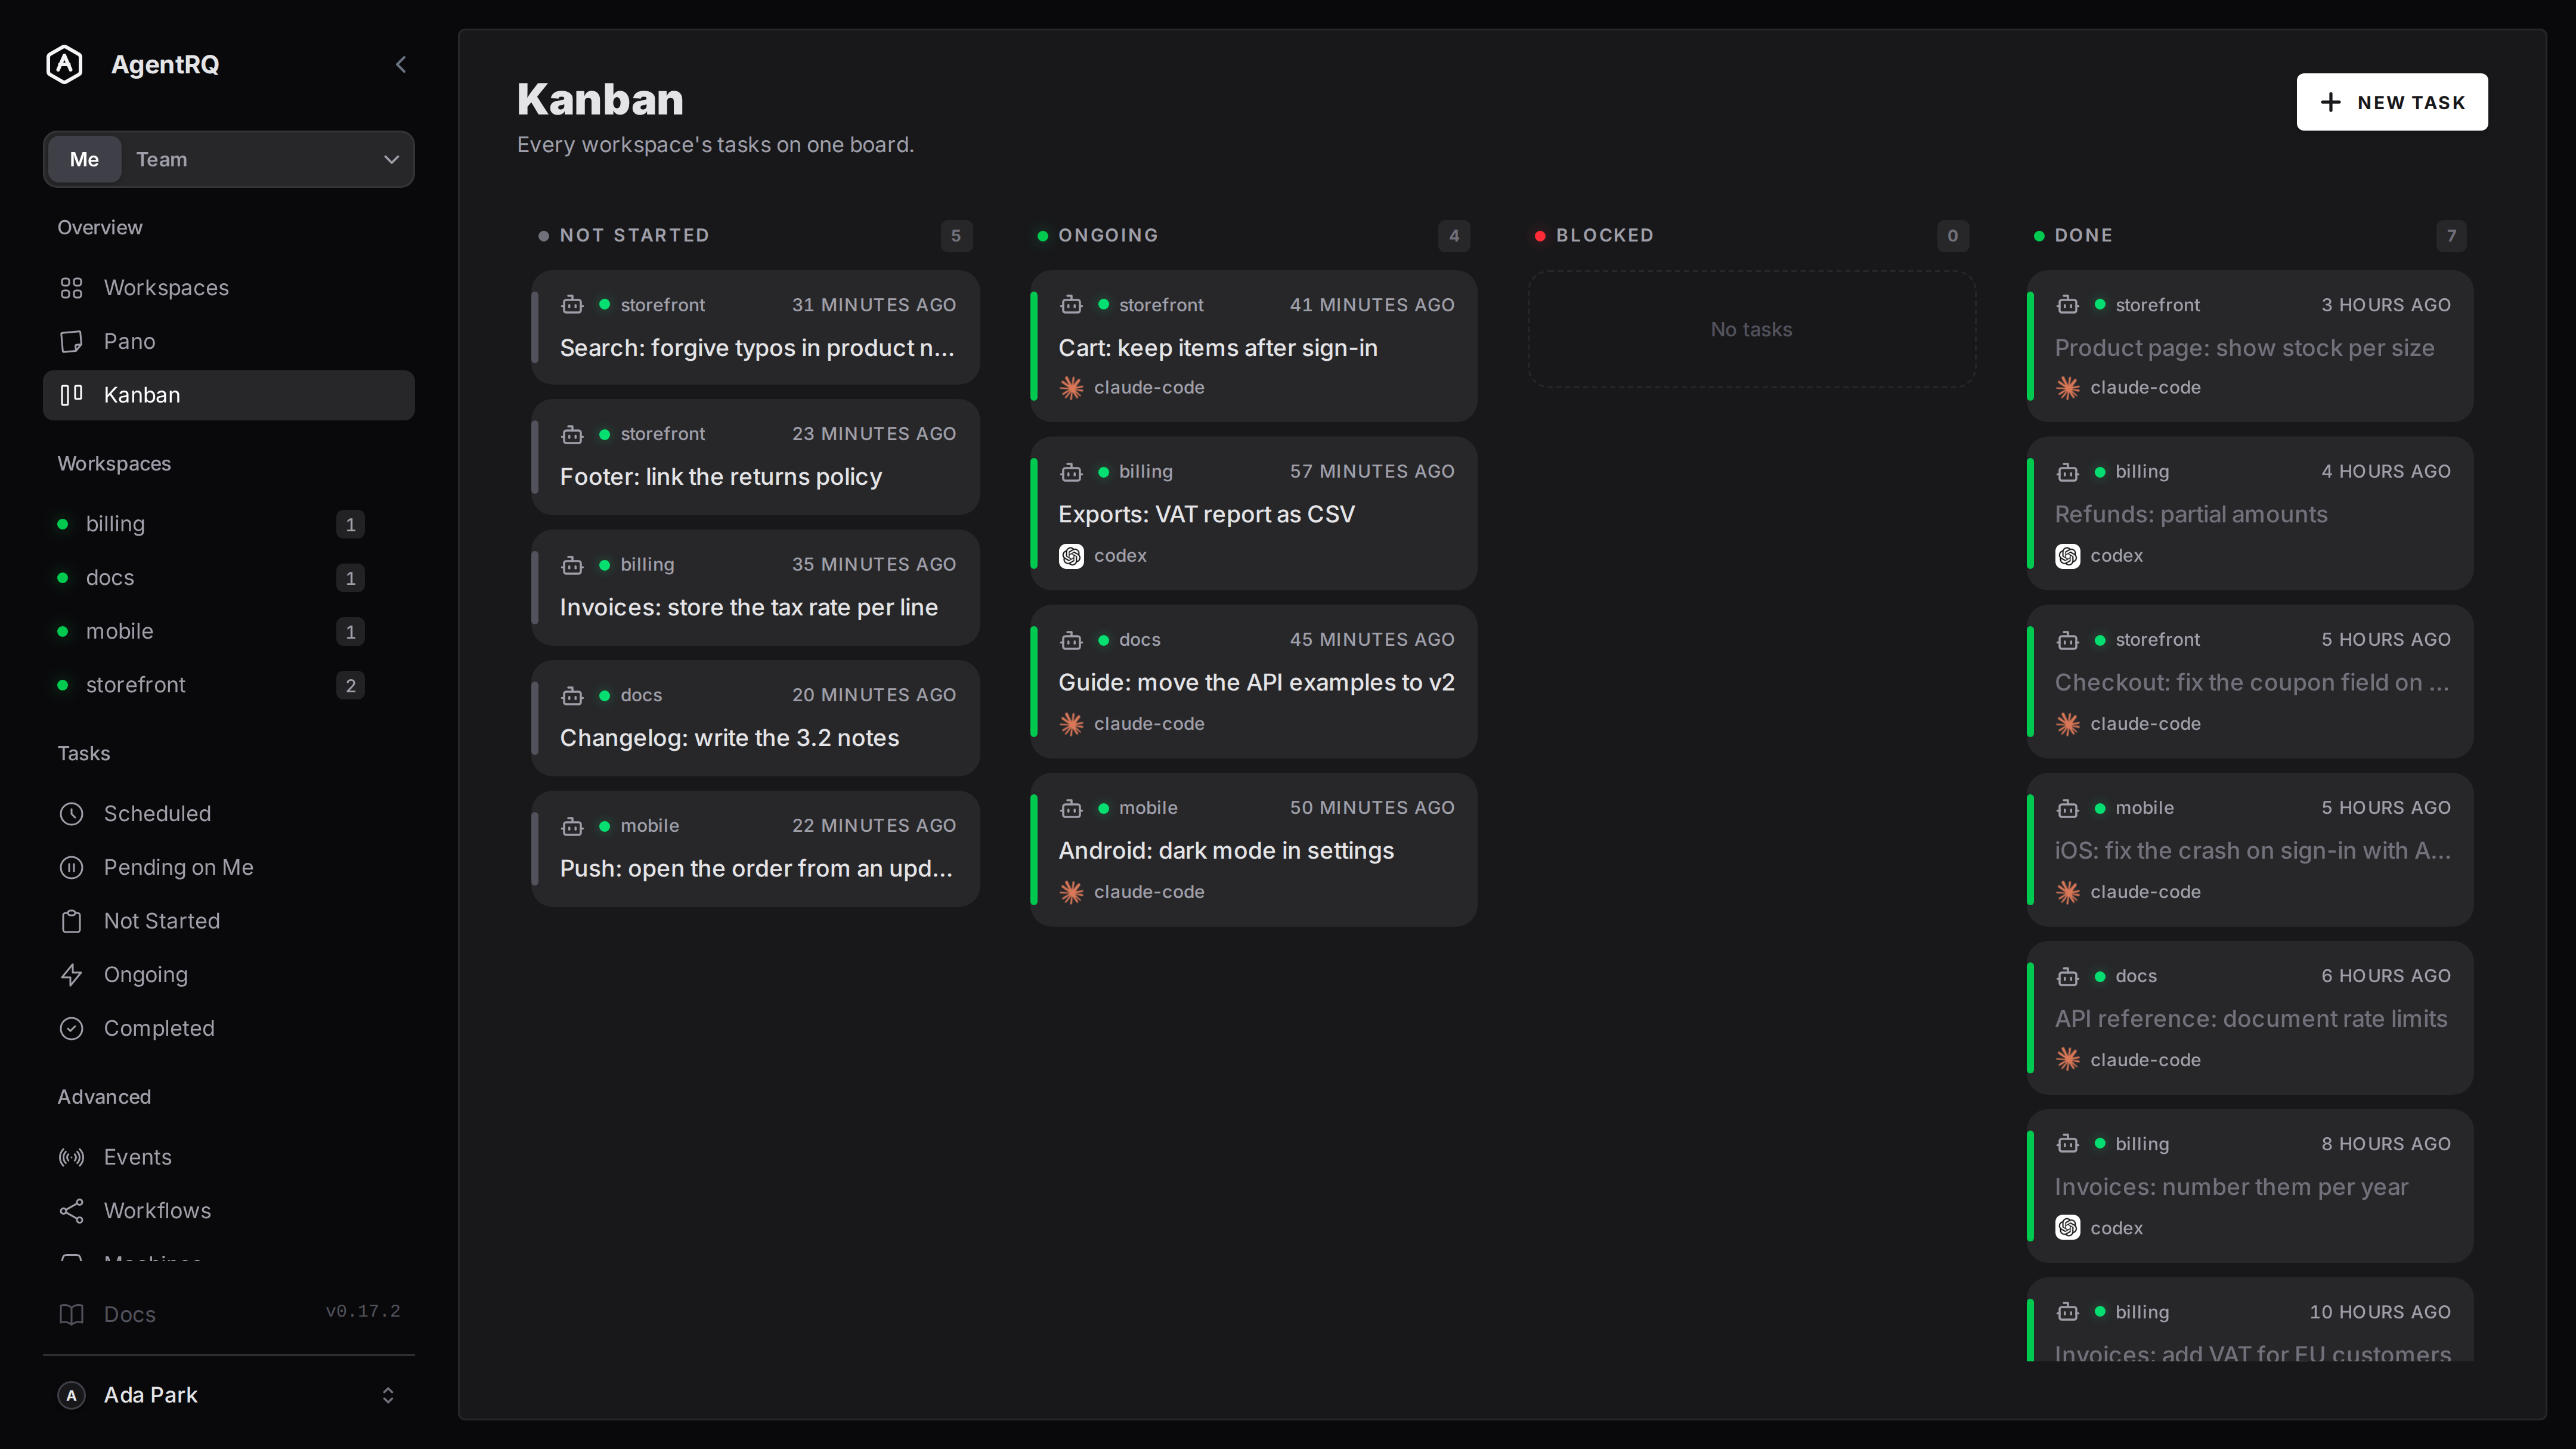 AgentRQ
Me
Team
Overview
Workspaces
Pano
Kanban
Workspaces
billing 1
docs 1
mobile 1
storefront 2
Tasks
Scheduled
Pending on Me
Not Started
Ongoing
Completed
Advanced
Events
Workflows
Machines
Docs v0.17.2
A Ada Park
Kanban
Every workspace's tasks on one board.
NEW TASK
NOT STARTED 5
storefront 31 MINUTES AGO
Search: forgive typos in product n...
storefront 23 MINUTES AGO
Footer: link the returns policy
billing 35 MINUTES AGO
Invoices: store the tax rate per line
docs 20 MINUTES AGO
Changelog: write the 3.2 notes
mobile 22 MINUTES AGO
Push: open the order from an upd...
ONGOING 4
storefront 41 MINUTES AGO
Cart: keep items after sign-in
claude-code
billing 57 MINUTES AGO
Exports: VAT report as CSV
codex
docs 45 MINUTES AGO
Guide: move the API examples to v2
claude-code
mobile 50 MINUTES AGO
Android: dark mode in settings
claude-code
BLOCKED 0
No tasks
DONE 7
storefront 3 HOURS AGO
Product page: show stock per size
claude-code
billing 4 HOURS AGO
Refunds: partial amounts
codex
storefront 5 HOURS AGO
Checkout: fix the coupon field on ...
claude-code
mobile 5 HOURS AGO
iOS: fix the crash on sign-in with A...
claude-code
docs 6 HOURS AGO
API reference: document rate limits
claude-code
billing 8 HOURS AGO
Invoices: number them per year
codex
billing 10 HOURS AGO
Invoices: add VAT for EU customers